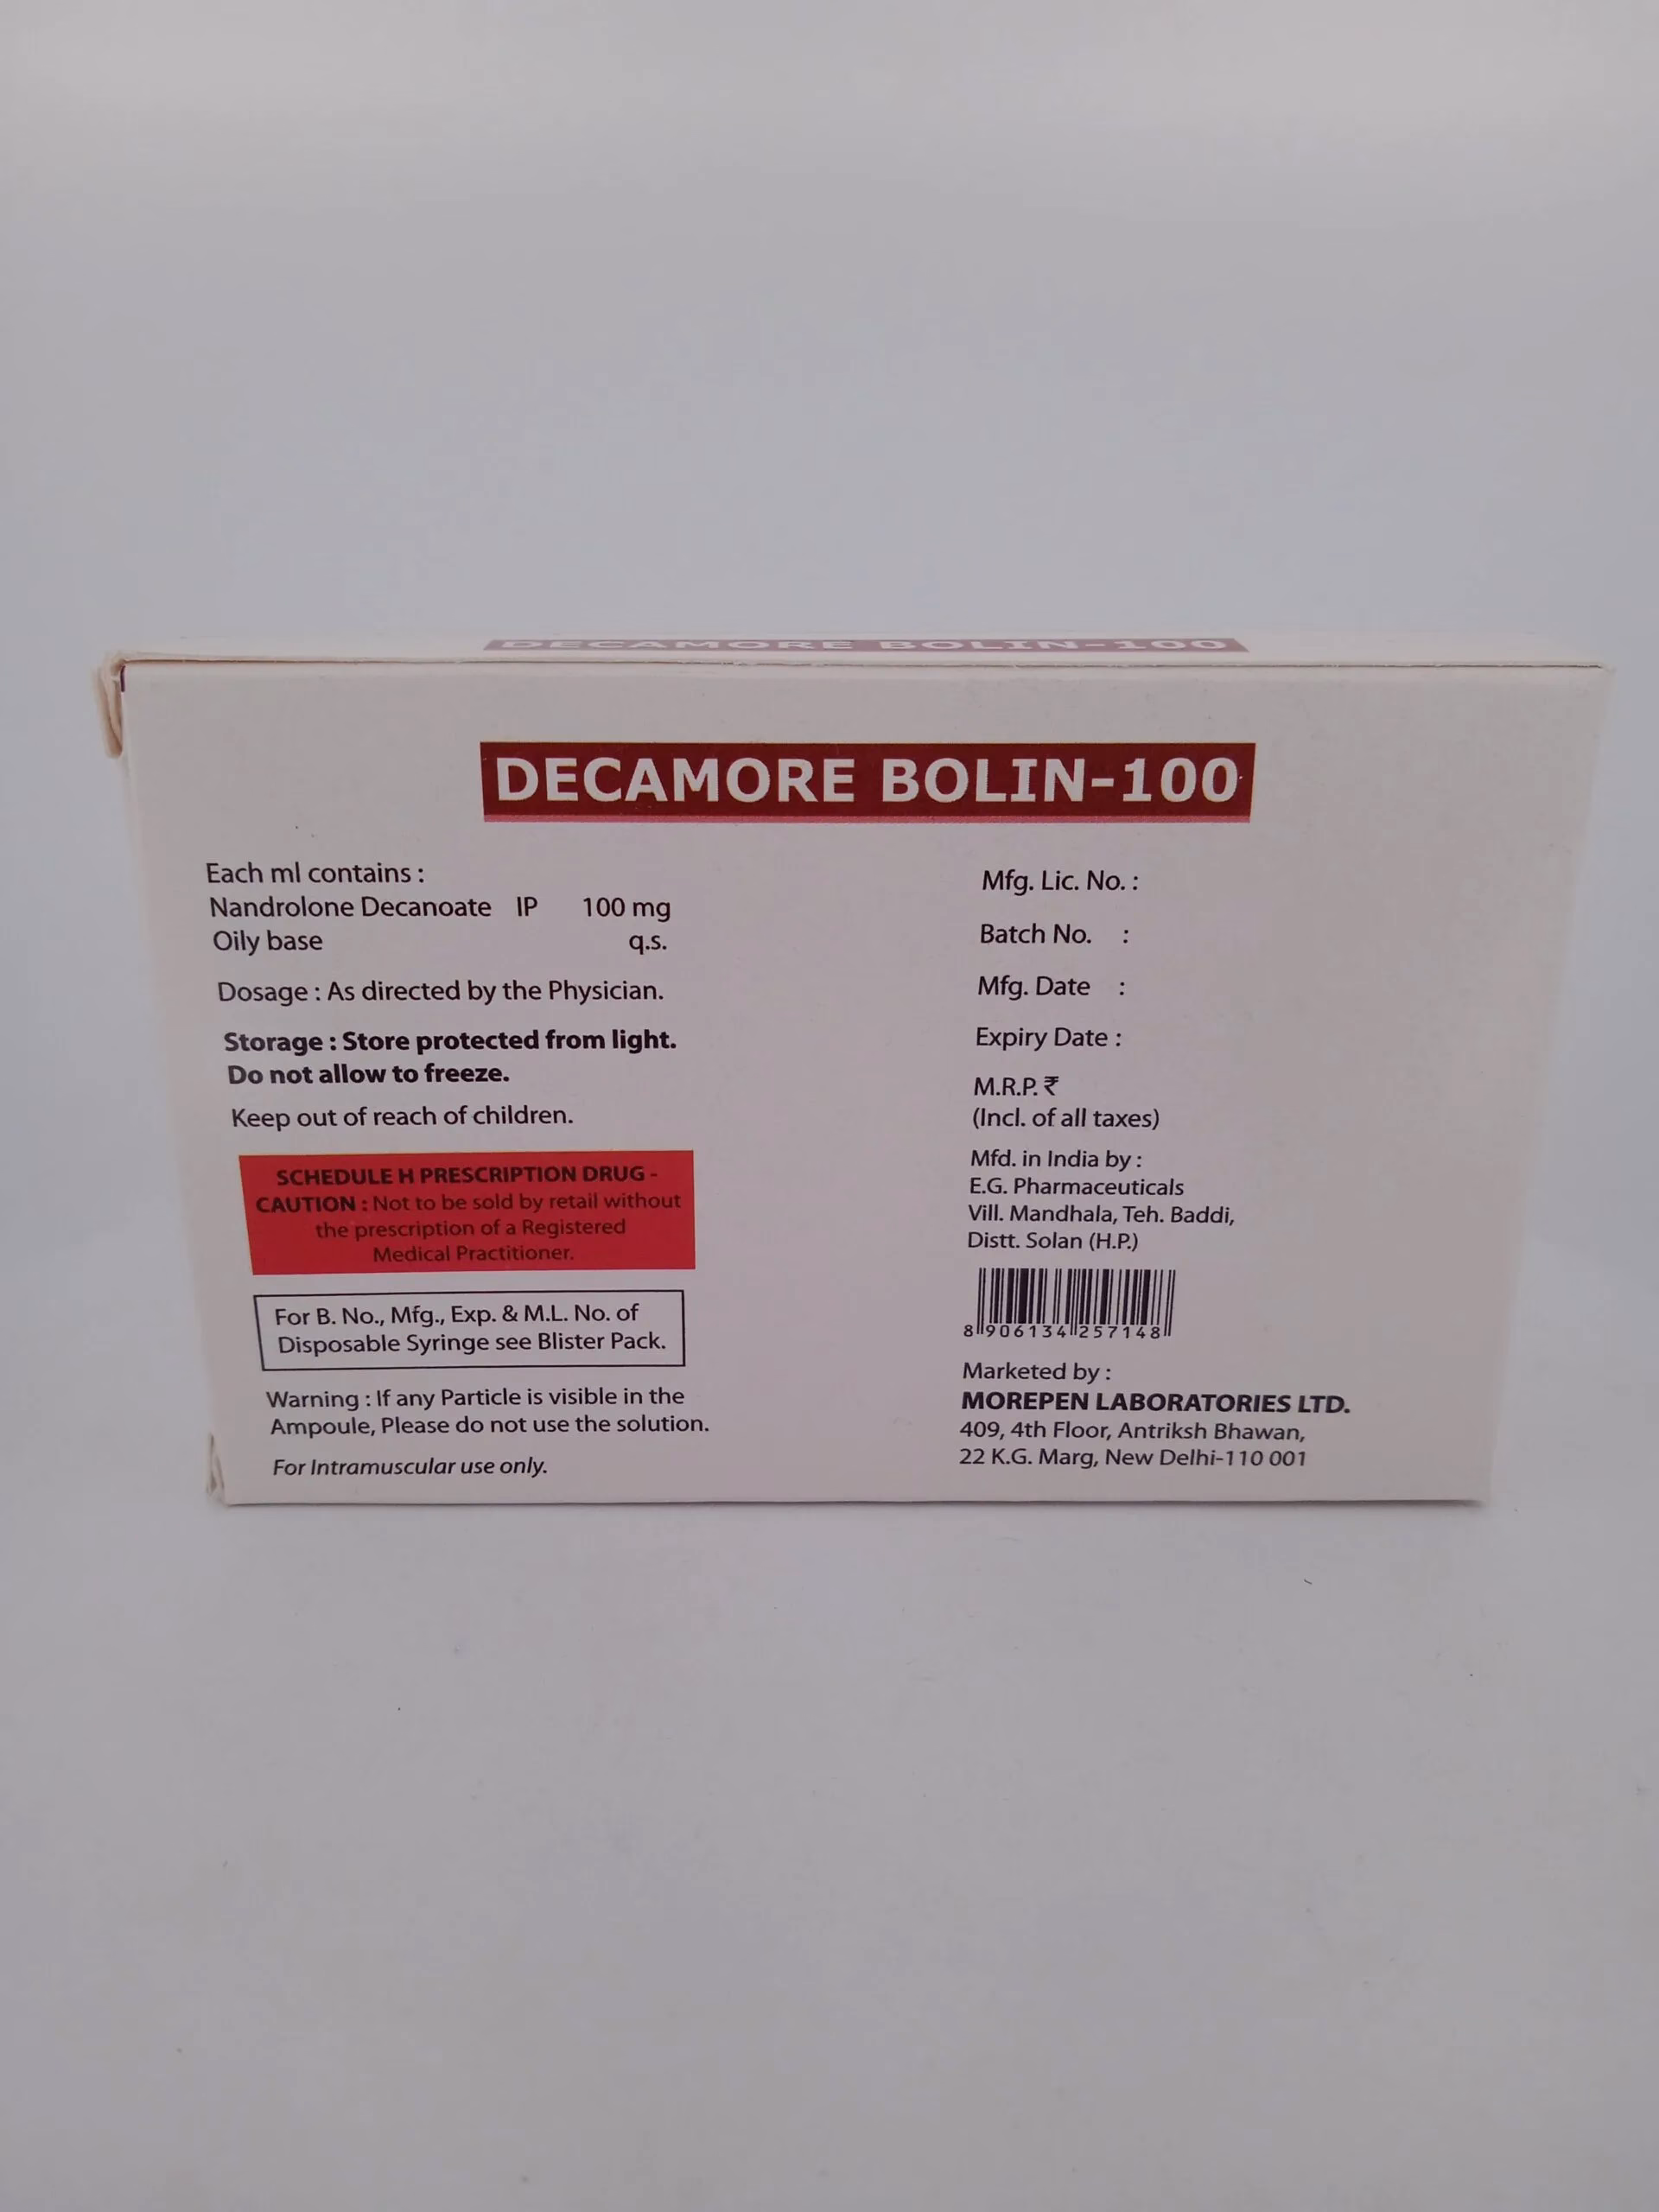 DECAMORE BOLIN-100
DECAMORE BOLIN-100
Each ml contains :
Nandrolone Decanoate IP 100 mg
Oily base q.s.
Dosage : As directed by the Physician.
Storage : Store protected from light.
Do not allow to freeze.
Keep out of reach of children.
SCHEDULE H PRESCRIPTION DRUG -
CAUTION : Not to be sold by retail without
the prescription of a Registered
Medical Practitioner.
For B. No., Mfg., Exp. & M.L. No. of
Disposable Syringe see Blister Pack.
Warning : If any Particle is visible in the
Ampoule, Please do not use the solution.
For Intramuscular use only.
Mfg. Lic. No. :
Batch No. :
Mfg. Date :
Expiry Date :
M.R.P. ₹
(Incl. of all taxes)
Mfd. in India by :
E.G. Pharmaceuticals
Vill. Mandhala, Teh. Baddi,
Distt. Solan (H.P.)
8 906134 257148
Marketed by :
MOREPEN LABORATORIES LTD.
409, 4th Floor, Antriksh Bhawan,
22 K.G. Marg, New Delhi-110 001